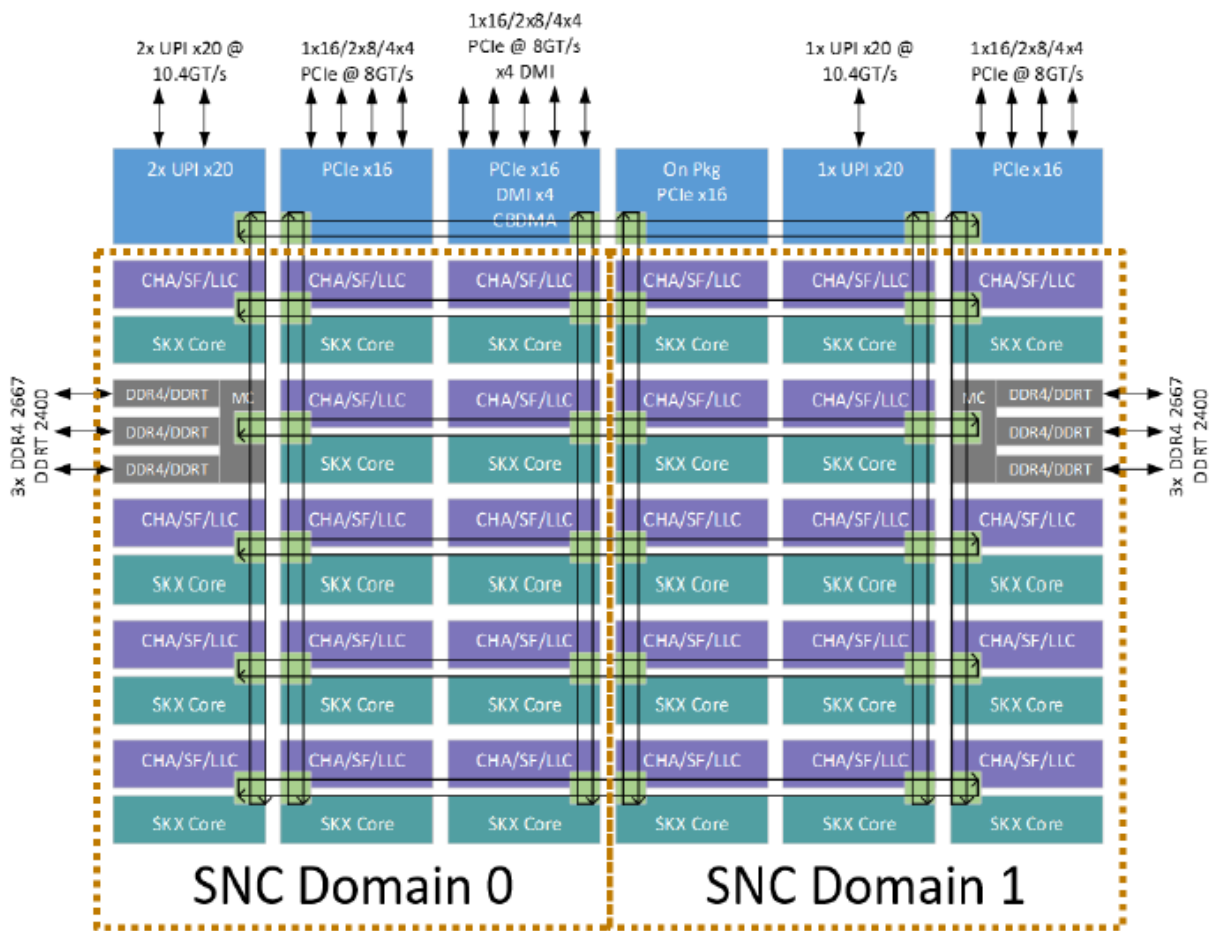 2x UPI x20 @
10.4GT/s
1x16/2x8/4x4
PCIe @ 8GT/s
1x16/2x8/4x4
PCIe @ 8GT/s
x4 DMI
1x UPI x20 @
10.4GT/s
1x16/2x8/4x4
PCIe @ 8GT/s
2x UPI x20
PCIe x16
PCIe x16
DMI x4
CBDMA
On Pkg
PCIe x16
1x UPI x20
PCIe x16
CHA/SF/LLC CHA/SF/LLC CHA/SF/LLC CHA/SF/LLC CHA/SF/LLC CHA/SF/LLC
SKX Core SKX Core SKX Core SKX Core SKX Core SKX Core
3x DDR4 2667
DDRT 2400
DDR4/DDRT
DDR4/DDRT
DDR4/DDRT
MC
CHA/SF/LLC CHA/SF/LLC CHA/SF/LLC CHA/SF/LLC
SKX Core SKX Core SKX Core SKX Core
MC
DDR4/DDRT
DDR4/DDRT
DDR4/DDRT
3x DDR4 2667
DDRT 2400
CHA/SF/LLC CHA/SF/LLC CHA/SF/LLC CHA/SF/LLC CHA/SF/LLC CHA/SF/LLC
SKX Core SKX Core SKX Core SKX Core SKX Core SKX Core
CHA/SF/LLC CHA/SF/LLC CHA/SF/LLC CHA/SF/LLC CHA/SF/LLC CHA/SF/LLC
SKX Core SKX Core SKX Core SKX Core SKX Core SKX Core
CHA/SF/LLC CHA/SF/LLC CHA/SF/LLC CHA/SF/LLC CHA/SF/LLC CHA/SF/LLC
SKX Core SKX Core SKX Core SKX Core SKX Core SKX Core
SNC Domain 0
SNC Domain 1